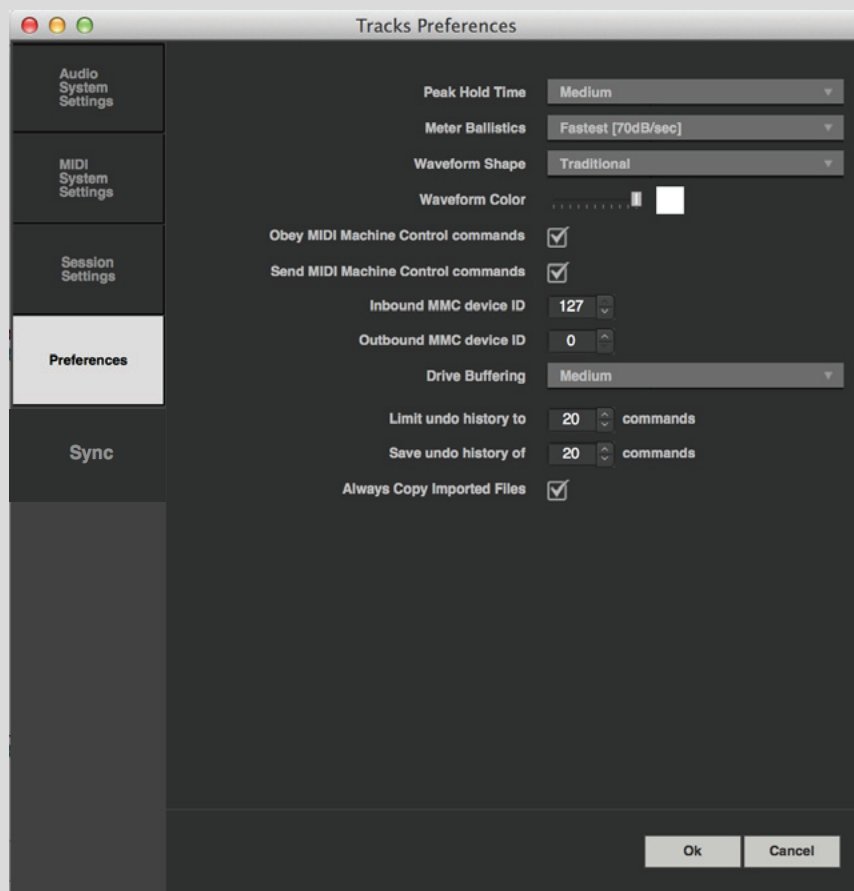 Tracks Preferences
Audio
System
Settings
MIDI
System
Settings
Session
Settings
Preferences
Sync
Peak Hold Time Medium
Meter Ballistics Fastest [70dB/sec]
Waveform Shape Traditional
Waveform Color
Obey MIDI Machine Control commands
Send MIDI Machine Control commands
Inbound MMC device ID 127
Outbound MMC device ID 0
Drive Buffering Medium
Limit undo history to 20 commands
Save undo history of 20 commands
Always Copy Imported Files
Ok Cancel